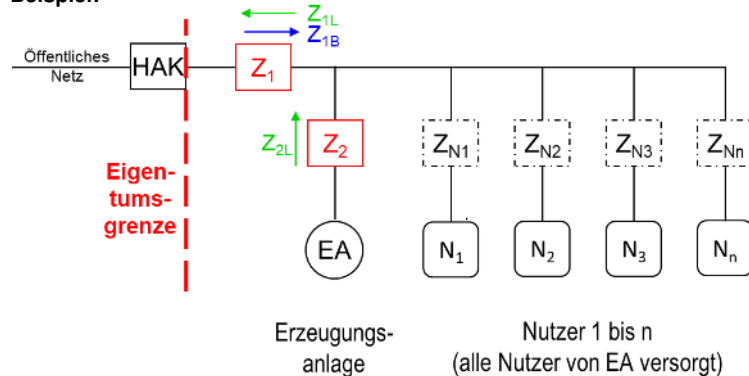 Beispiel:
Z1L
Z1B
Öffentliches
Netz
HAK
Z1
Z2L
Z2
ZN1
ZN2
ZN3
ZNn
Eigen-
tums-
grenze
EA
N1
N2
N3
Nn
Erzeugungs-
anlage
Nutzer 1 bis n
(alle Nutzer von EA versorgt)